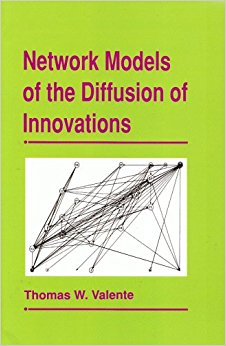 Network Models
of the Diffusion of
Innovations
Thomas W. Valente